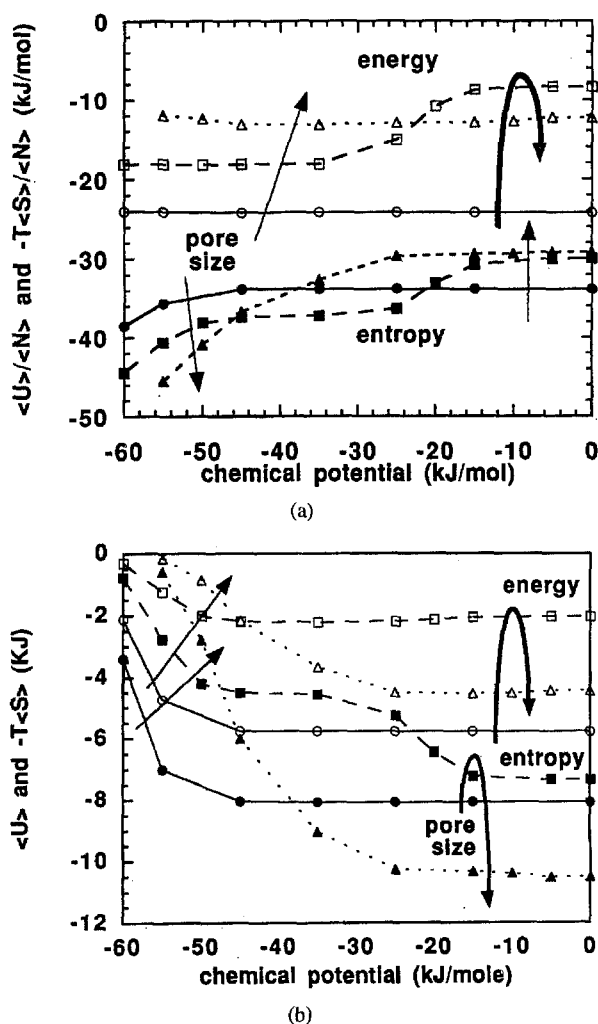 0
-10
-20
-30
-40
-50
<U>/<N> and -T<S>/<N> (kJ/mol)
energy
pore
size
entropy
-60 -50 -40 -30 -20 -10 0
chemical potential (kJ/mol)
(a)
0
-2
-4
-6
-8
-10
-12
<U> and -T<S> (KJ)
energy
entropy
pore
size
-60 -50 -40 -30 -20 -10 0
chemical potential (kJ/mole)
(b)